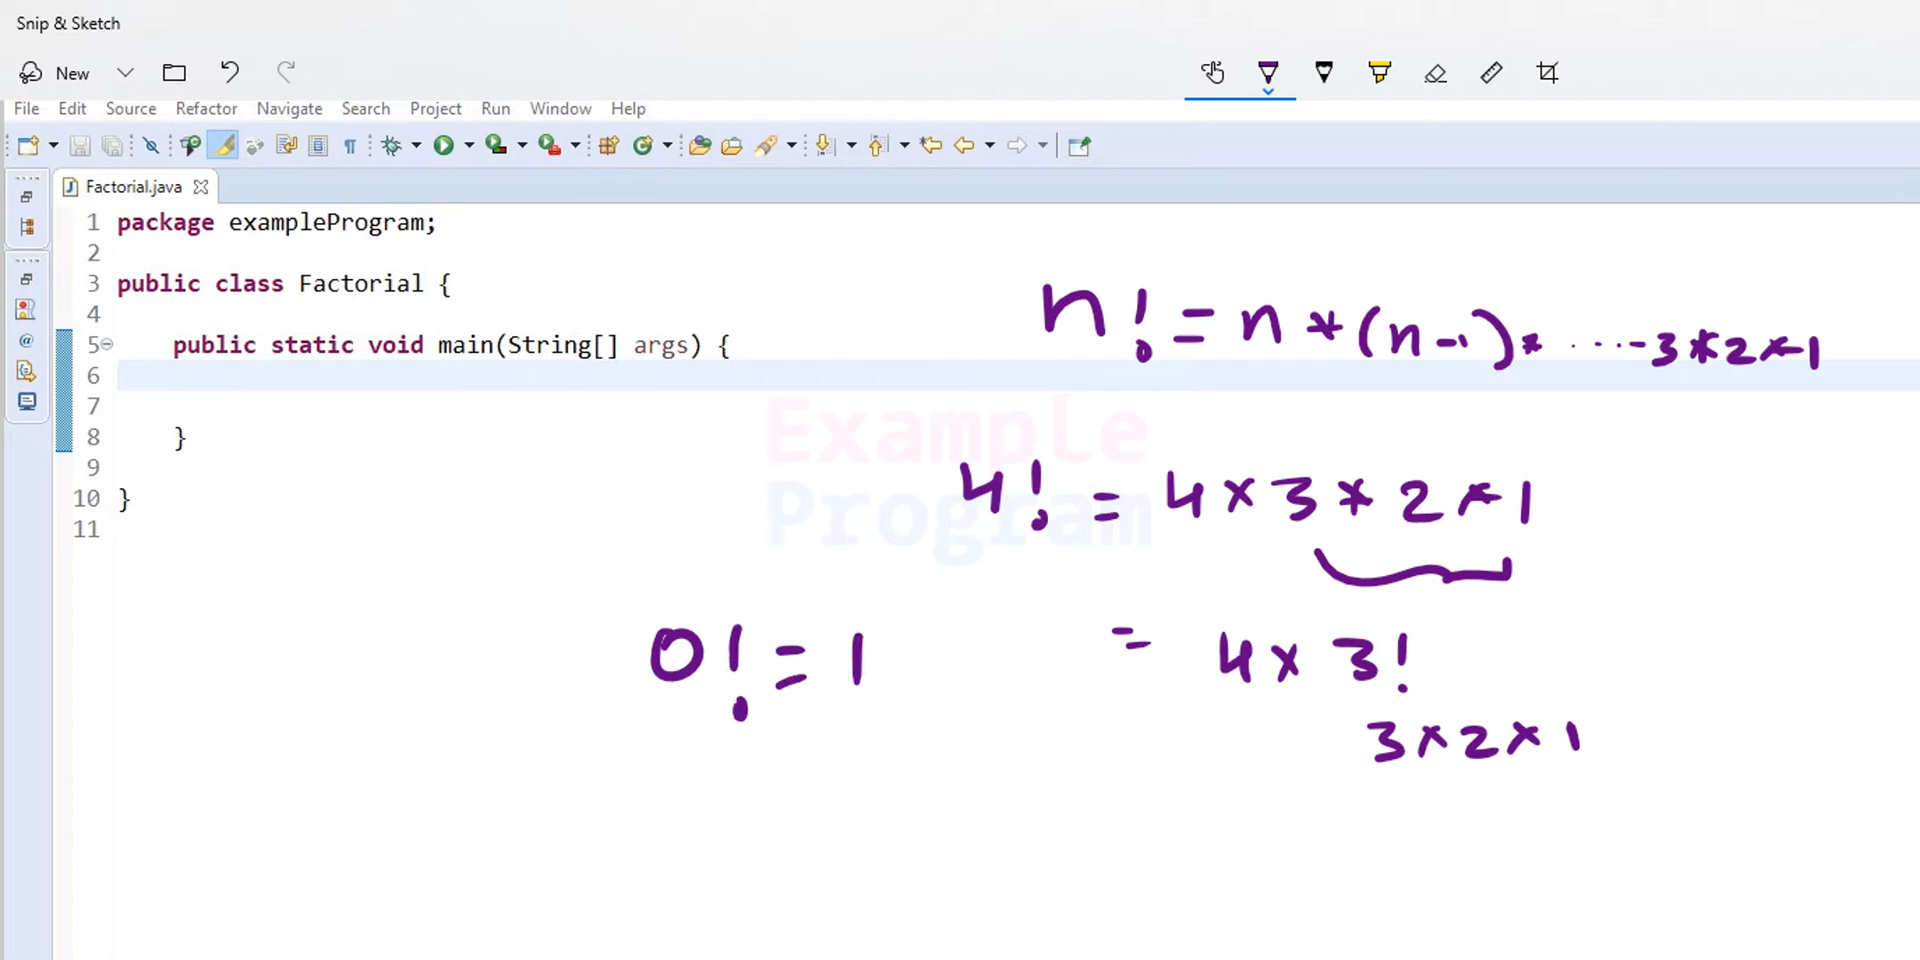 Snip & Sketch
New
File Edit Source Refactor Navigate Search Project Run Window Help
Factorial.java
1 package exampleProgram;
2
3 public class Factorial {
4
5 public static void main(String[] args) {
6
7
8 }
9
10 }
11
n! = n * (n-1) * .....3*2*1
Example
Program
4! = 4 x 3 * 2 * 1
0! = 1
= 4 x 3!
3 x 2 x 1